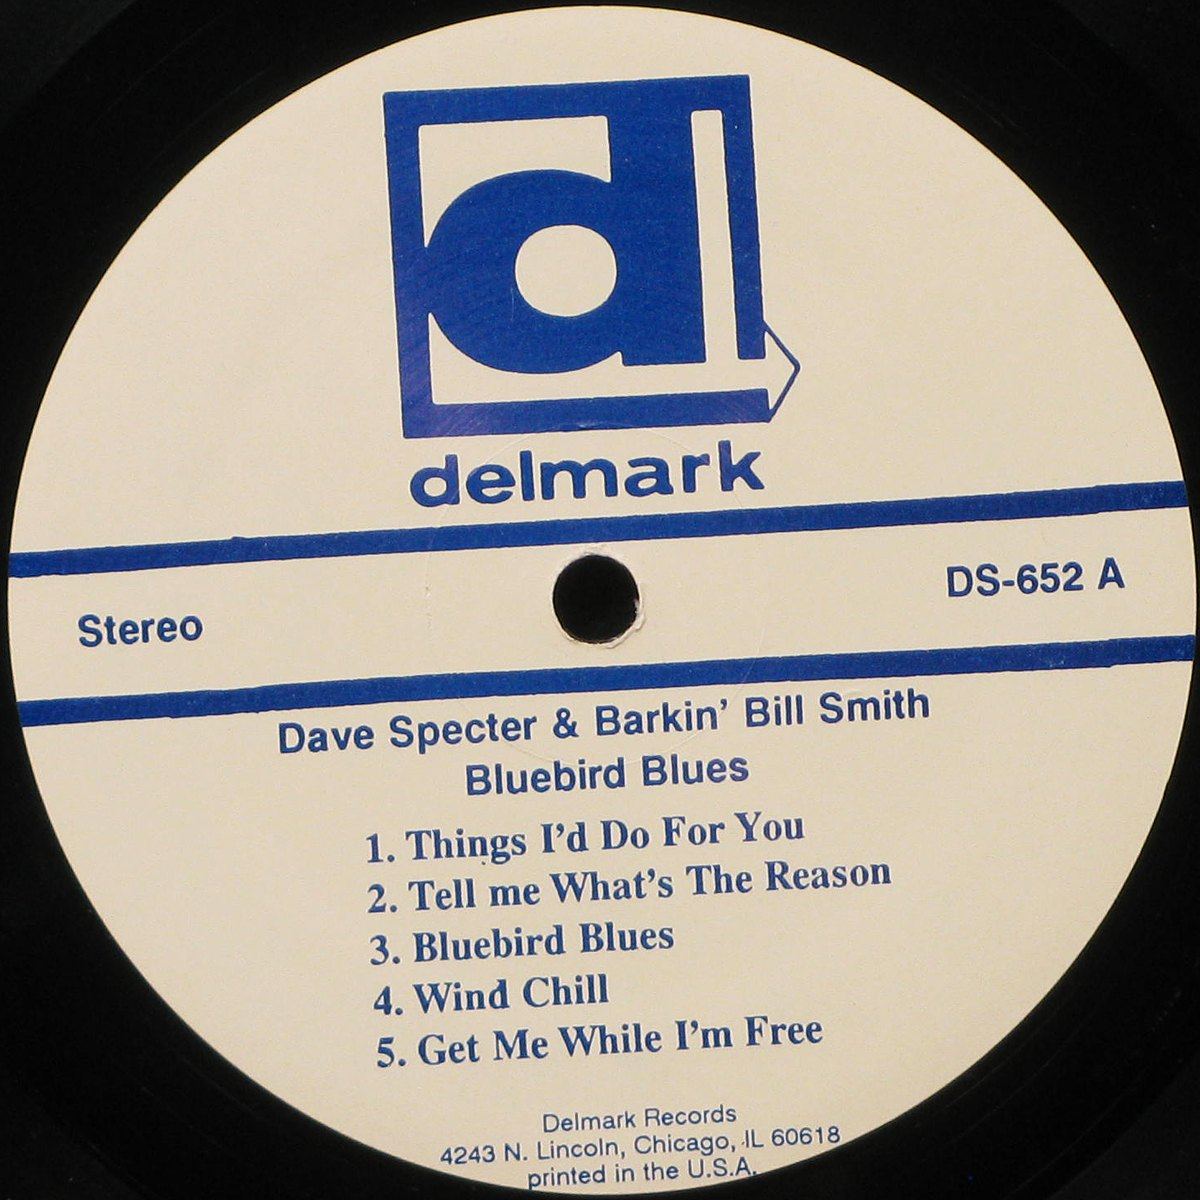 d
delmark
Stereo
DS-652 A
Dave Specter & Barkin' Bill Smith
Bluebird Blues
1. Things I'd Do For You
2. Tell me What's The Reason
3. Bluebird Blues
4. Wind Chill
5. Get Me While I'm Free
Delmark Records
4243 N. Lincoln, Chicago, IL 60618
printed in the U.S.A.